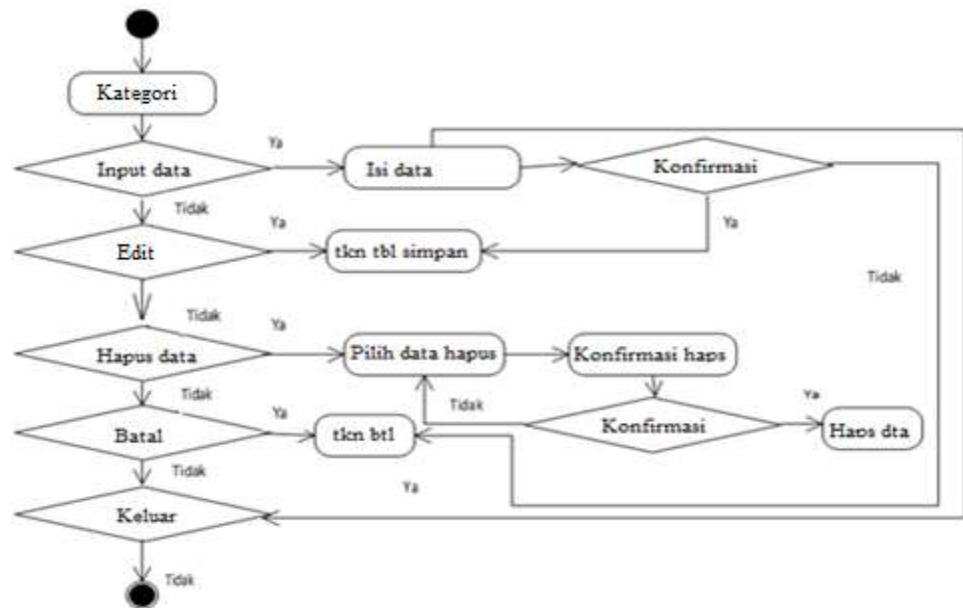 Kategori
Ya
Input data
Isi data
Konfirmasi
Tidak
Ya
Ya
Edit
tkn tbl simpan
Tidak
Tidak
Ya
Hapus data
Pilih data hapus
Konfirmasi haps
Tidak
Ya
Tidak
Ya
Batal
tkn btl
Konfirmasi
Haps dta
Tidak
Ya
Keluar
Tidak